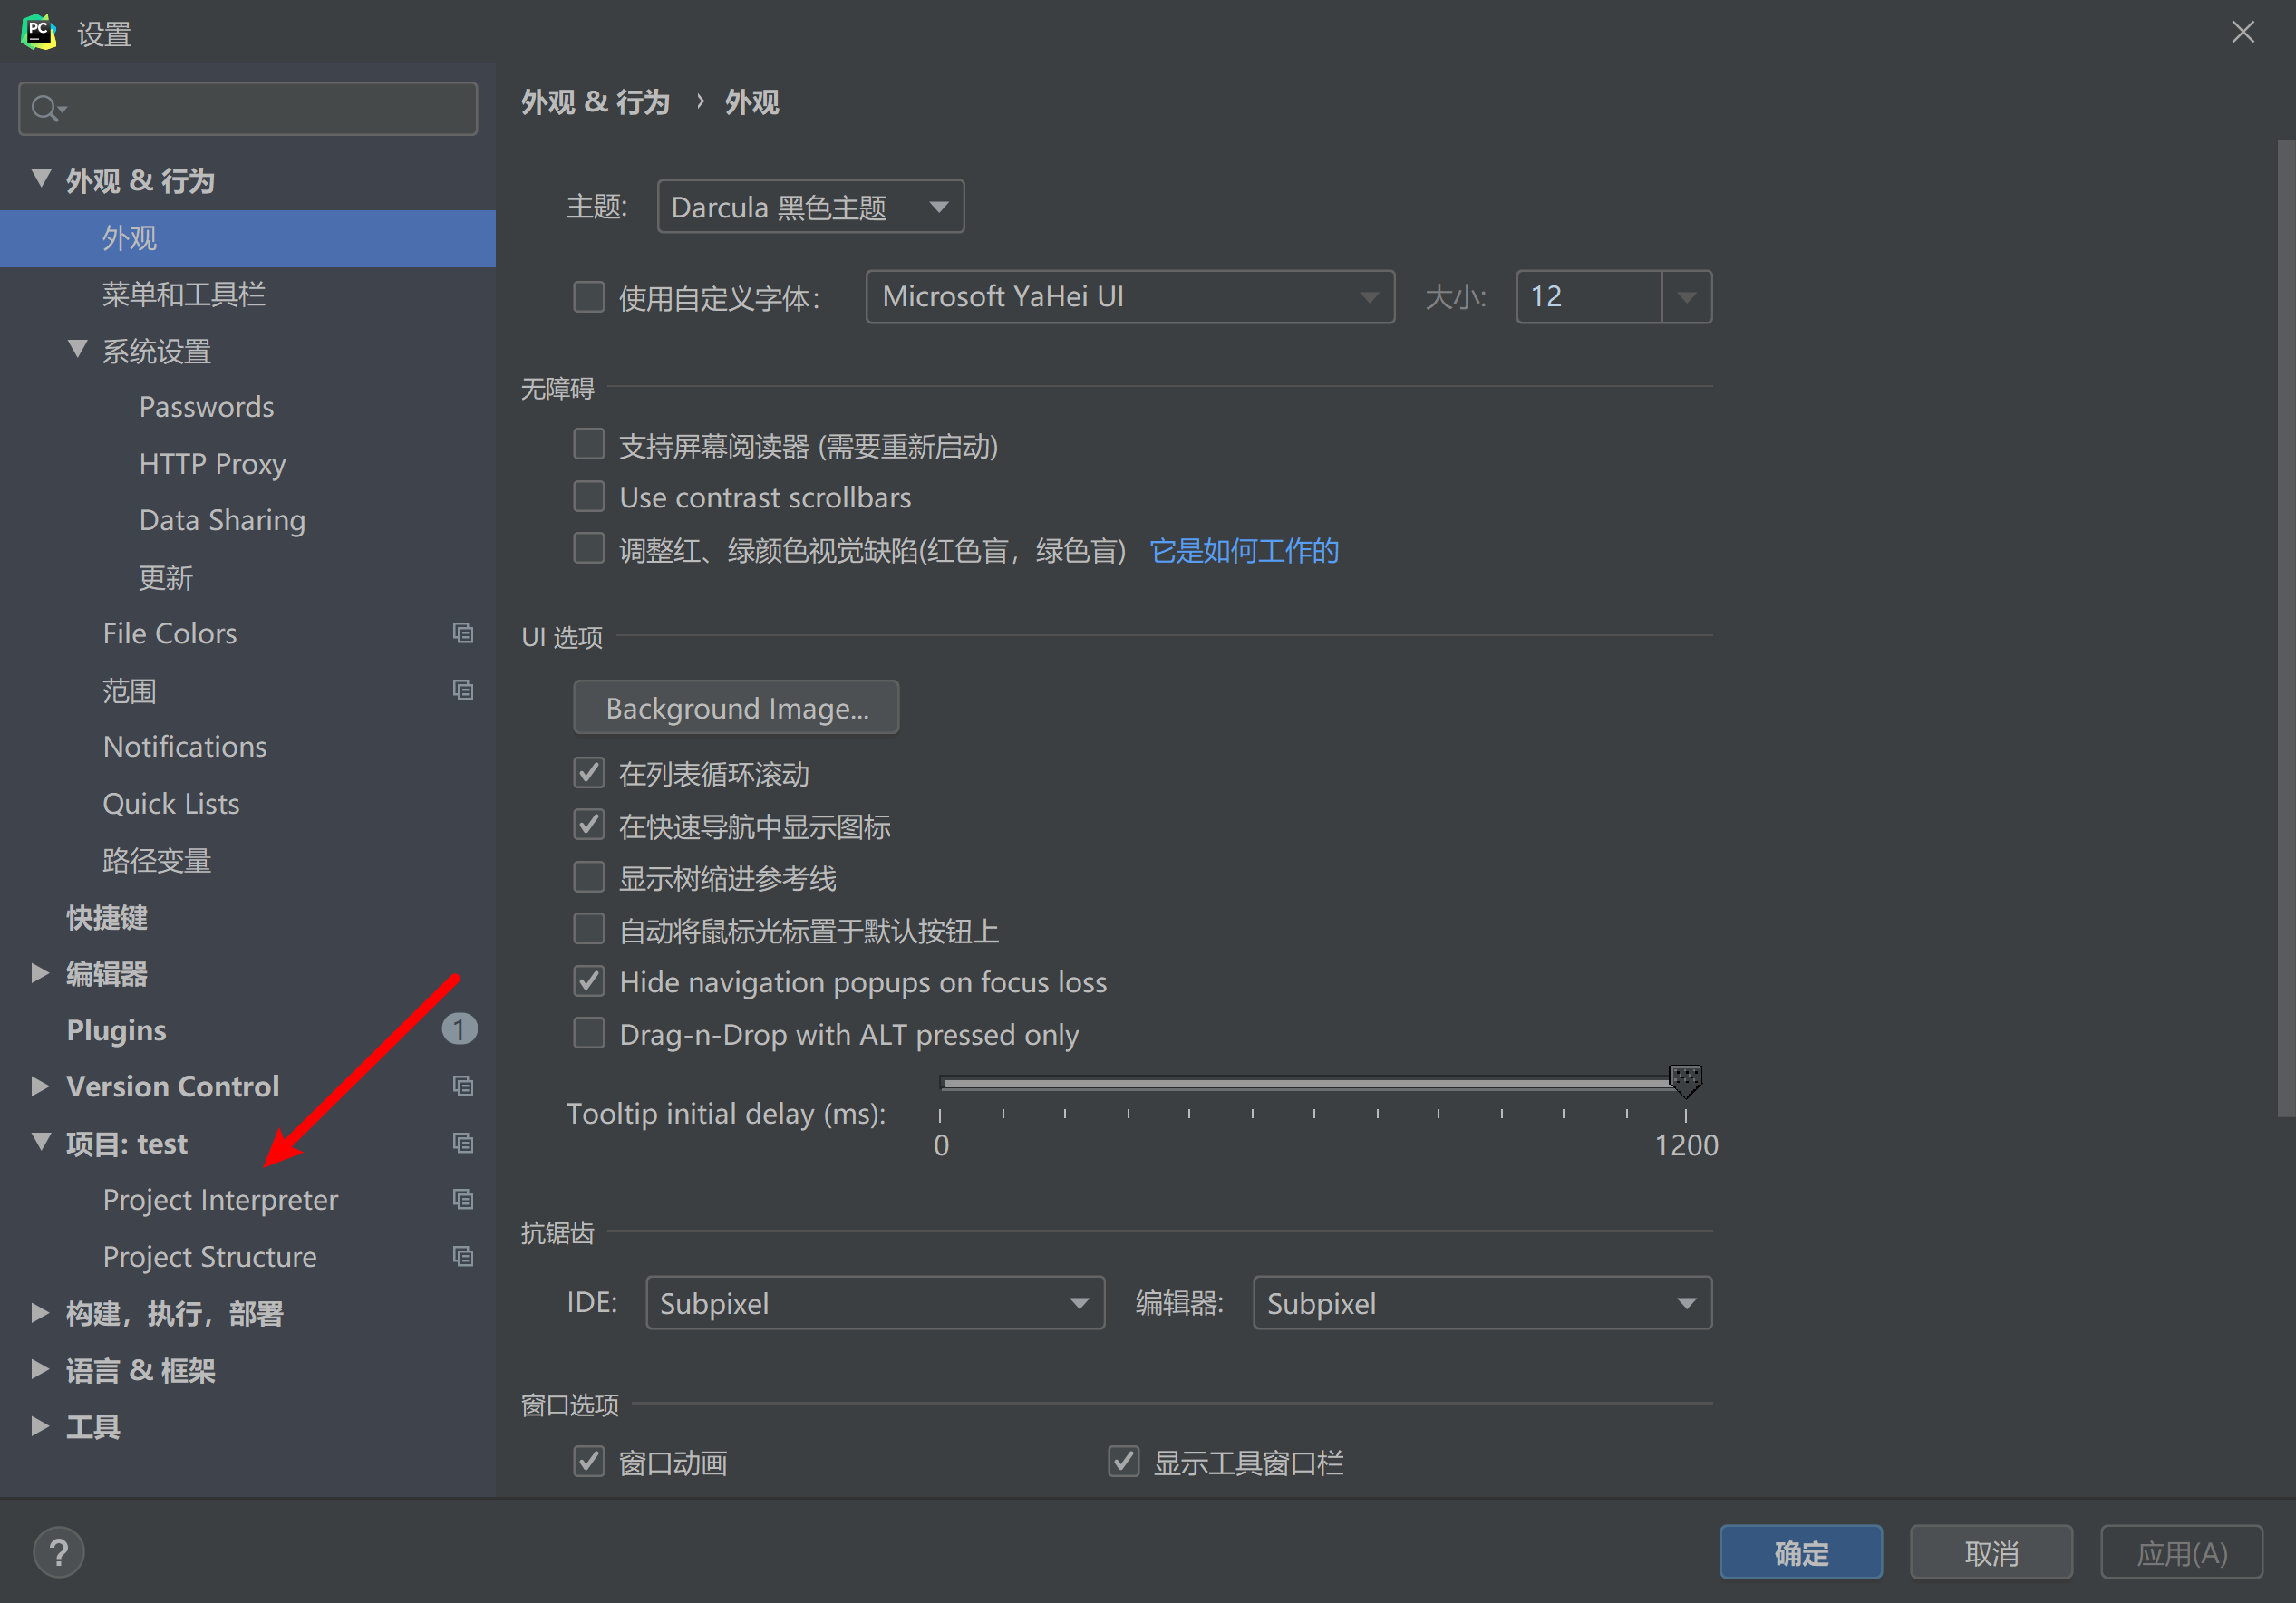 PC
设置
外观 & 行为
外观
菜单和工具栏
系统设置
Passwords
HTTP Proxy
Data Sharing
更新
File Colors
范围
Notifications
Quick Lists
路径变量
快捷键
编辑器
Plugins 1
Version Control
项目: test
Project Interpreter
Project Structure
构建，执行，部署
语言 & 框架
工具
外观 & 行为 › 外观
主题: Darcula 黑色主题
使用自定义字体: Microsoft YaHei UI 大小: 12
无障碍
支持屏幕阅读器 (需要重新启动)
Use contrast scrollbars
调整红、绿颜色视觉缺陷(红色盲，绿色盲) 它是如何工作的
UI 选项
Background Image...
在列表循环滚动
在快速导航中显示图标
显示树缩进参考线
自动将鼠标光标置于默认按钮上
Hide navigation popups on focus loss
Drag-n-Drop with ALT pressed only
Tooltip initial delay (ms):
0 1200
抗锯齿
IDE: Subpixel 编辑器: Subpixel
窗口选项
窗口动画 显示工具窗口栏
? 确定 取消 应用(A)